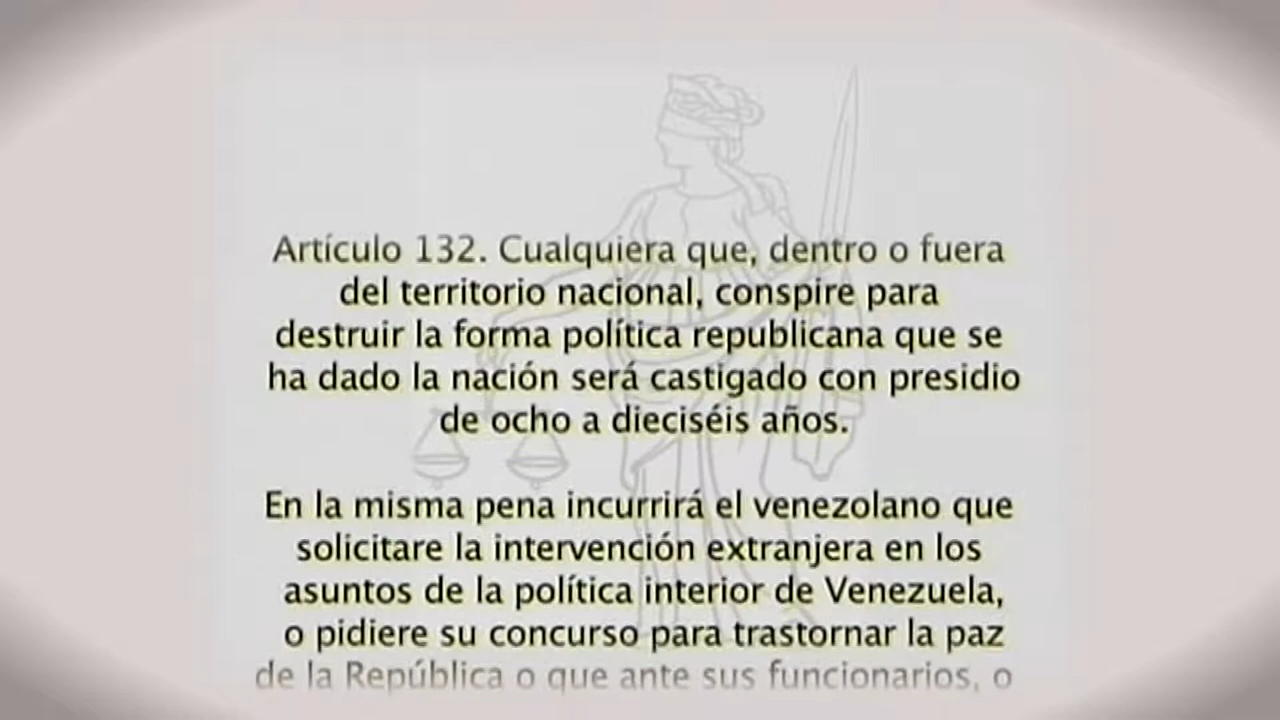 Artículo 132. Cualquiera que, dentro o fuera
del territorio nacional, conspire para
destruir la forma política republicana que se
ha dado la nación será castigado con presidio
de ocho a dieciséis años.
En la misma pena incurrirá el venezolano que
solicitare la intervención extranjera en los
asuntos de la política interior de Venezuela,
o pidiere su concurso para trastornar la paz
de la República o que ante sus funcionarios, o